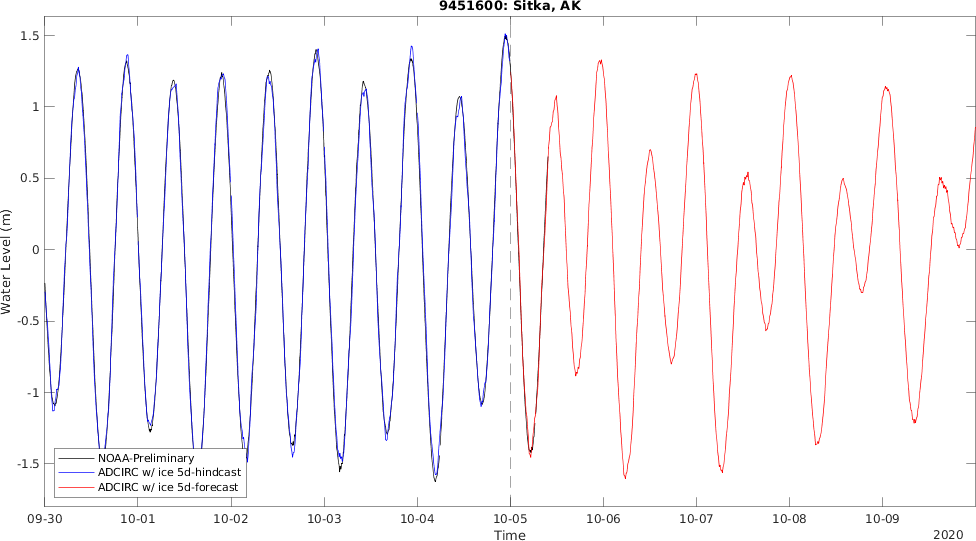 9451600: Sitka, AK
1.5
1
0.5
0
-0.5
-1
-1.5
Water Level (m)
NOAA-Preliminary
ADCIRC w/ ice 5d-hindcast
ADCIRC w/ ice 5d-forecast
09-30 10-01 10-02 10-03 10-04 10-05 10-06 10-07 10-08 10-09
Time
2020